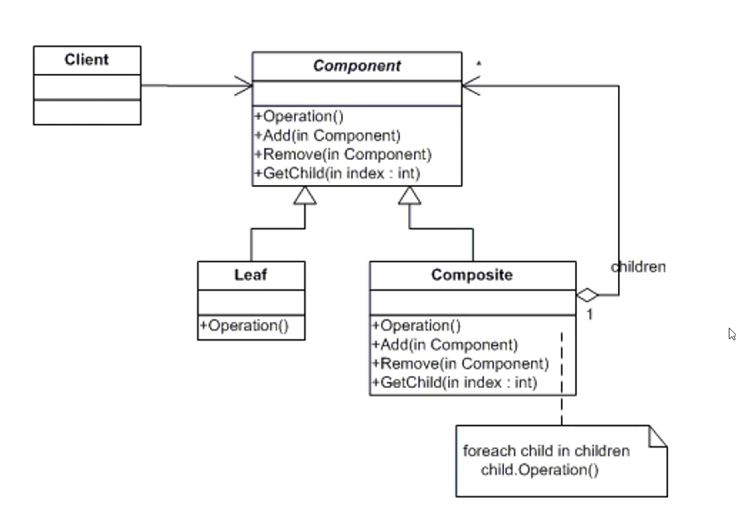 Client
Component
*
+Operation()
+Add(in Component)
+Remove(in Component)
+GetChild(in index : int)
children
Leaf
+Operation()
Composite
1
+Operation()
+Add(in Component)
+Remove(in Component)
+GetChild(in index : int)
foreach child in children
child.Operation()